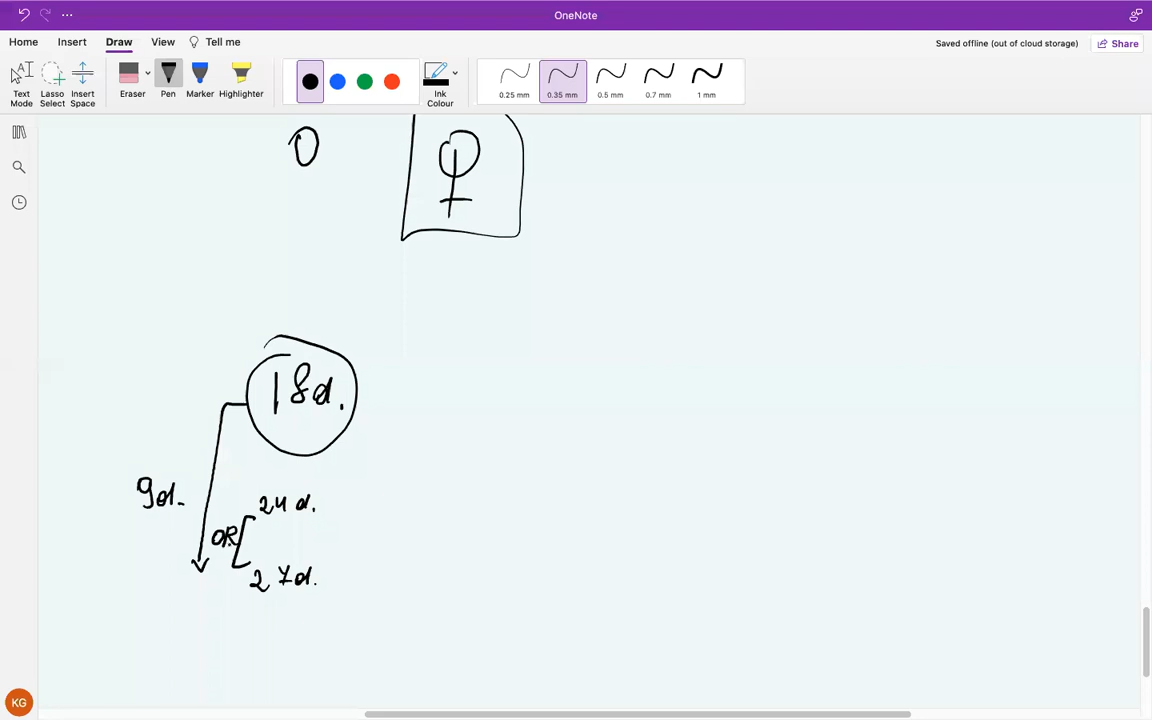 OneNote
Home Insert Draw View Tell me
Saved offline (out of cloud storage) Share
Text Mode
Lasso Select
Insert Space
Eraser
Pen
Marker
Highlighter
Ink Colour
0.25 mm
0.35 mm
0.5 mm
0.7 mm
1 mm
0
18d.
9d.
24 d.
OR
27d.
KG